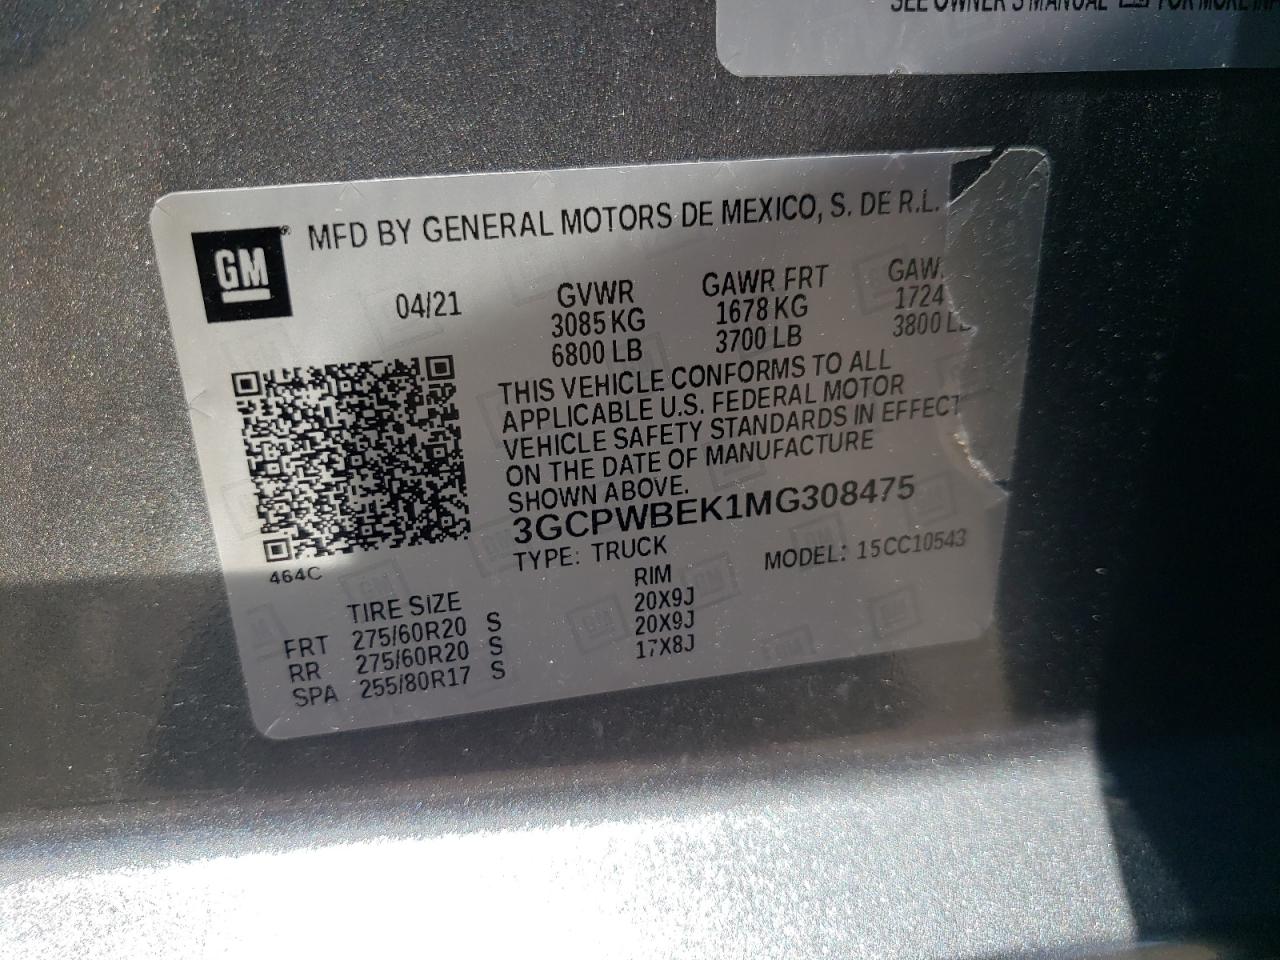 SEE OWNER'S MANUAL FOR MORE
GM
MFD BY GENERAL MOTORS DE MEXICO, S. DE R.L.
04/21
GVWR GAWR FRT GAW
3085 KG 1678 KG 1724
6800 LB 3700 LB 3800 L
THIS VEHICLE CONFORMS TO ALL
APPLICABLE U.S. FEDERAL MOTOR
VEHICLE SAFETY STANDARDS IN EFFECT
ON THE DATE OF MANUFACTURE
SHOWN ABOVE.
3GCPWBEK1MG308475
TYPE: TRUCK MODEL: 15CC10543
464C
TIRE SIZE RIM
FRT 275/60R20 S 20X9J
RR 275/60R20 S 20X9J
SPA 255/80R17 S 17X8J